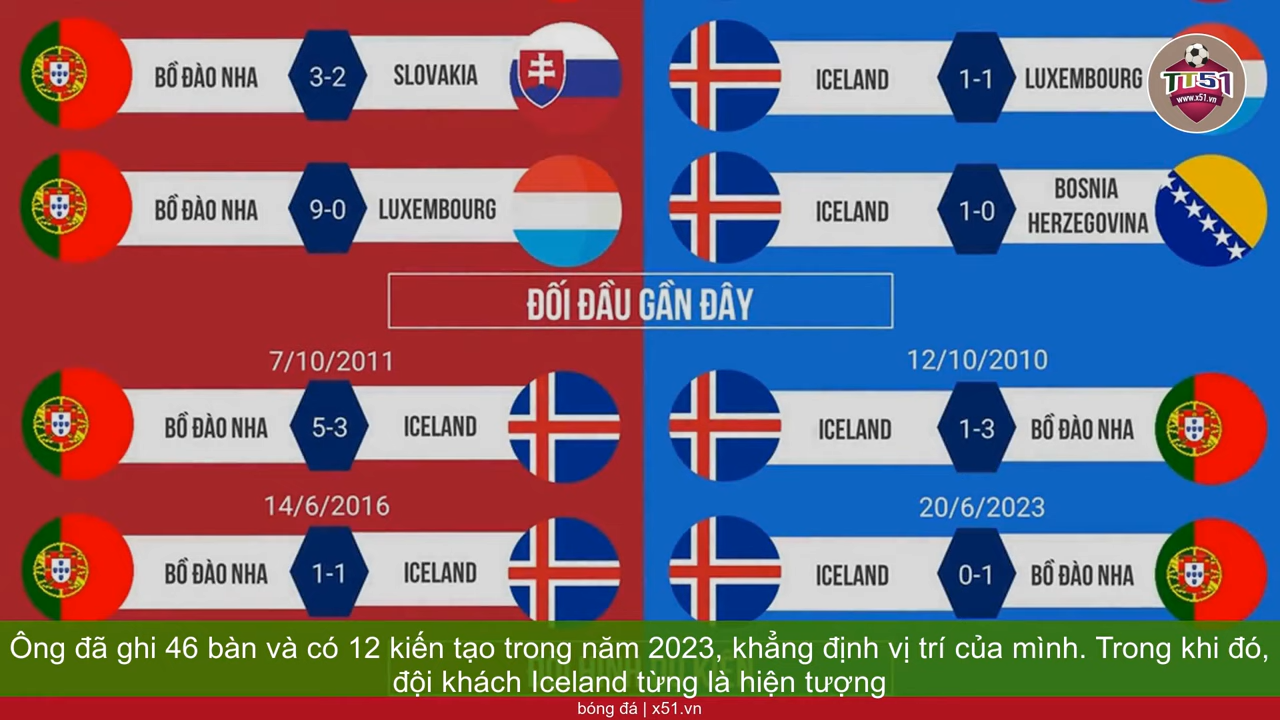 BỒ ĐÀO NHA 3-2 SLOVAKIA
ICELAND 1-1 LUXEMBOURG
TT51
www.x51.vn
BỒ ĐÀO NHA 9-0 LUXEMBOURG
ICELAND 1-0 BOSNIA HERZEGOVINA
ĐỐI ĐẦU GẦN ĐÂY
7/10/2011
12/10/2010
BỒ ĐÀO NHA 5-3 ICELAND
ICELAND 1-3 BỒ ĐÀO NHA
14/6/2016
20/6/2023
BỒ ĐÀO NHA 1-1 ICELAND
ICELAND 0-1 BỒ ĐÀO NHA
Ông đã ghi 46 bàn và có 12 kiến tạo trong năm 2023, khẳng định vị trí của mình. Trong khi đó,
đội khách Iceland từng là hiện tượng
bóng đá | x51.vn